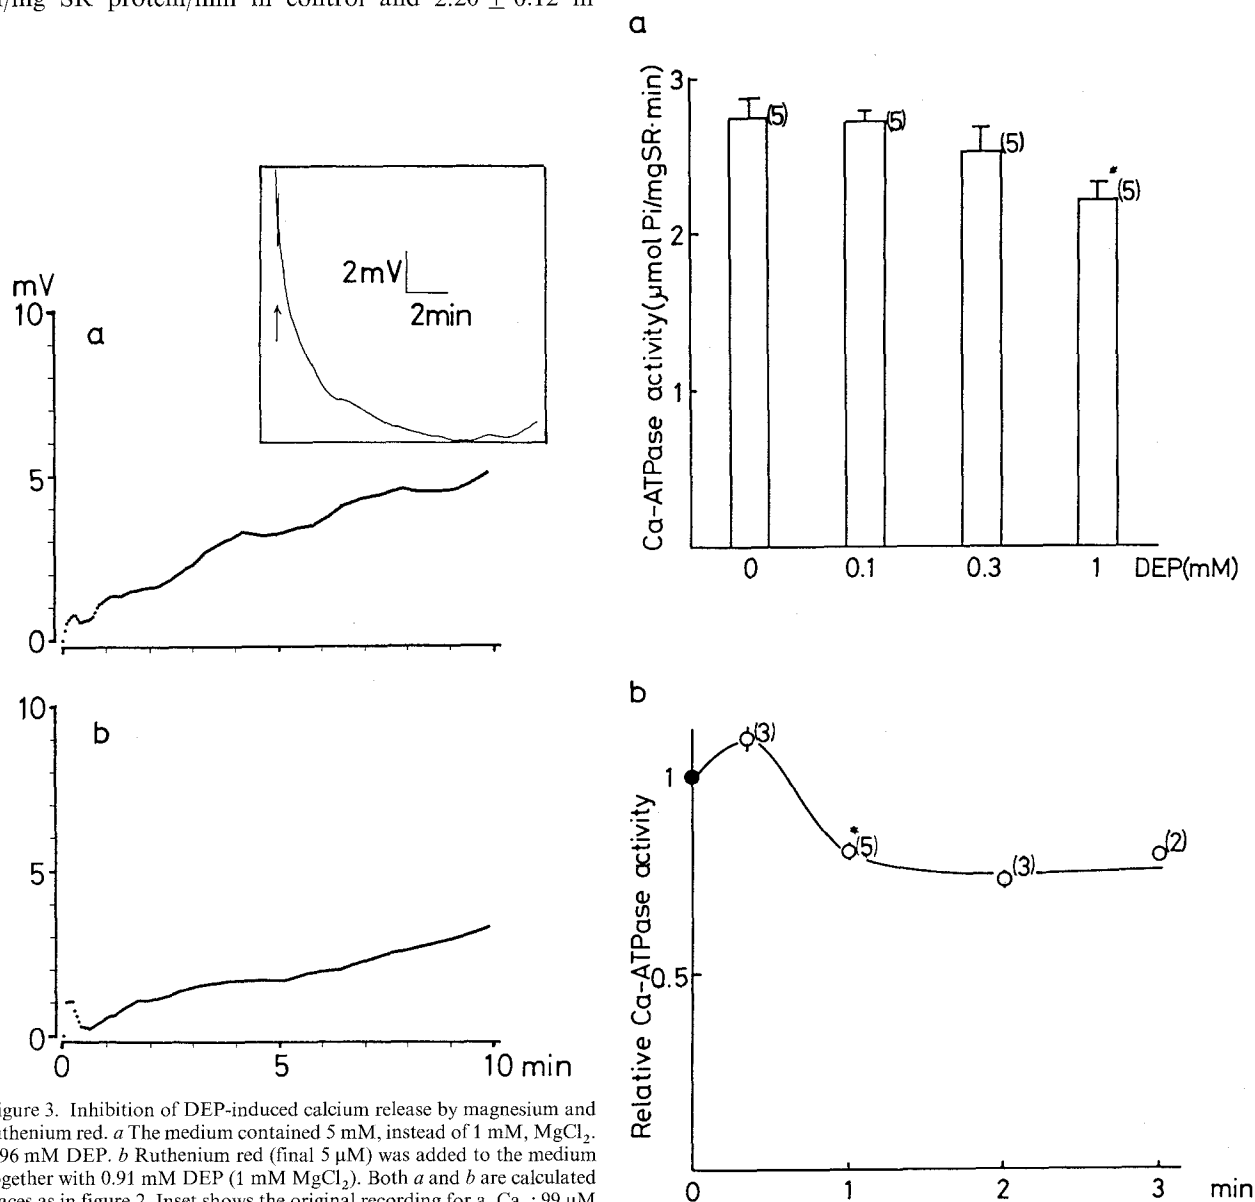 SR protein/min in control and 2.20 ± 0.12 in
mV
10
a
5
0
2mV
2min
10
b
5
0
0 5 10 min
igure 3. Inhibition of DEP-induced calcium release by magnesium and
thenium red. a The medium contained 5 mM, instead of 1 mM, MgCl₂.
96 mM DEP. b Ruthenium red (final 5 μM) was added to the medium
ogether with 0.91 mM DEP (1 mM MgCl₂). Both a and b are calculated
aces as in figure 2. Inset shows the original recording for a. Ca : 99 μM
a
Ca-ATPase activity(μmol Pi/mgSR·min)
3
2
1
(5) (5) (5) * (5)
0 0.1 0.3 1 DEP(mM)
b
Relative Ca-ATPase activity
1
0.5
(3) * (5) (3) (2)
0 1 2 3 min